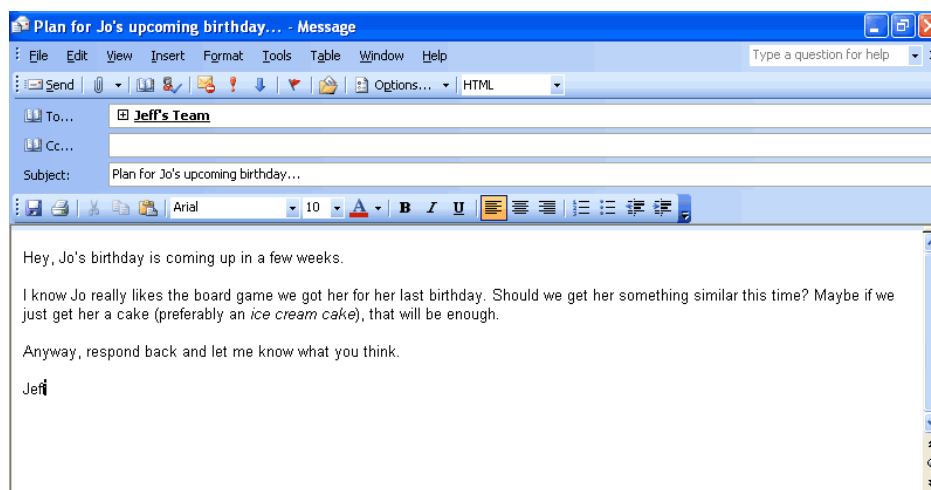 Plan for Jo's upcoming birthday... - Message
File Edit View Insert Format Tools Table Window Help Type a question for help
Send Options... HTML
To... Jeff's Team
Cc...
Subject: Plan for Jo's upcoming birthday...
Arial 10 A B I U
Hey, Jo's birthday is coming up in a few weeks.
I know Jo really likes the board game we got her for her last birthday. Should we get her something similar this time? Maybe if we
just get her a cake (preferably an ice cream cake), that will be enough.
Anyway, respond back and let me know what you think.
Jeff